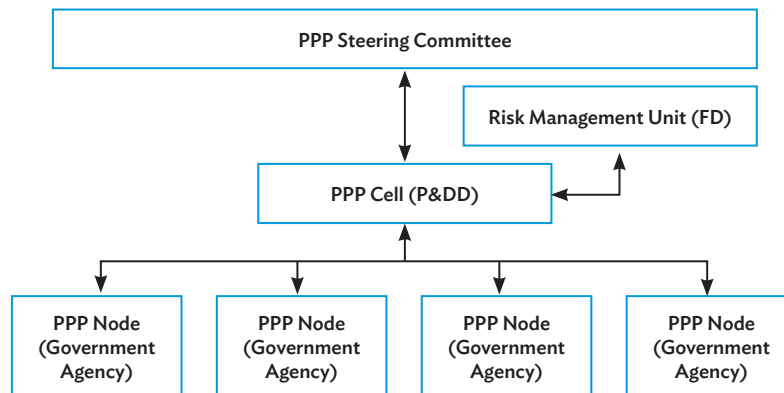 PPP Steering Committee
Risk Management Unit (FD)
PPP Cell (P&DD)
PPP Node
(Government
Agency)
PPP Node
(Government
Agency)
PPP Node
(Government
Agency)
PPP Node
(Government
Agency)